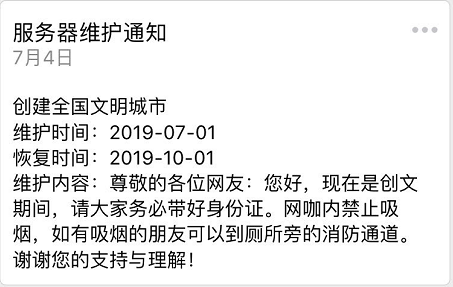 服务器维护通知
7月4日
创建全国文明城市
维护时间：2019-07-01
恢复时间：2019-10-01
维护内容：尊敬的各位网友：您好，现在是创文
期间，请大家务必带好身份证。网咖内禁止吸
烟，如有吸烟的朋友可以到厕所旁的消防通道。
谢谢您的支持与理解！